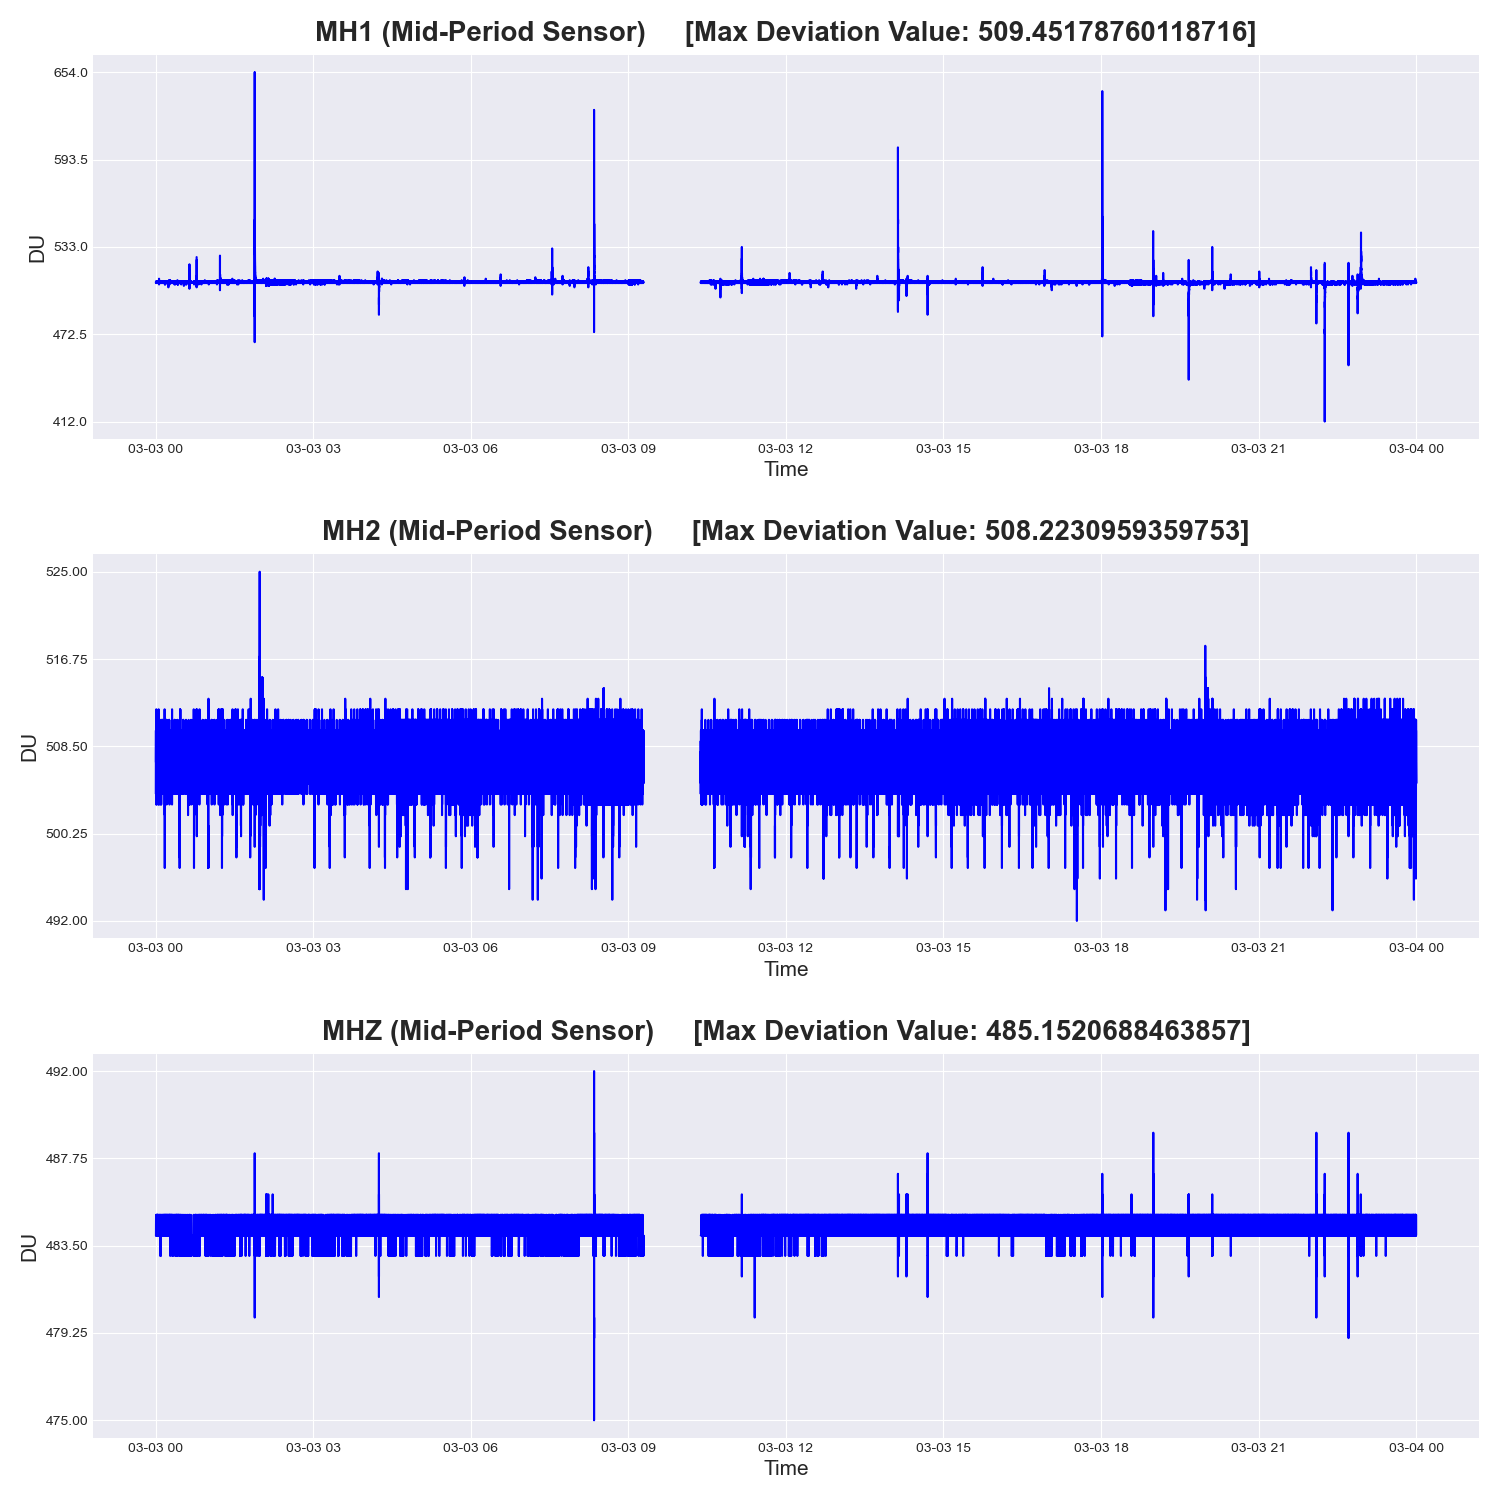 MH1 (Mid-Period Sensor) [Max Deviation Value: 509.45178760118716]
DU
654.0
593.5
533.0
472.5
412.0
03-03 00 03-03 03 03-03 06 03-03 09 03-03 12 03-03 15 03-03 18 03-03 21 03-04 00
Time
MH2 (Mid-Period Sensor) [Max Deviation Value: 508.2230959359753]
DU
525.00
516.75
508.50
500.25
492.00
03-03 00 03-03 03 03-03 06 03-03 09 03-03 12 03-03 15 03-03 18 03-03 21 03-04 00
Time
MHZ (Mid-Period Sensor) [Max Deviation Value: 485.1520688463857]
DU
492.00
487.75
483.50
479.25
475.00
03-03 00 03-03 03 03-03 06 03-03 09 03-03 12 03-03 15 03-03 18 03-03 21 03-04 00
Time